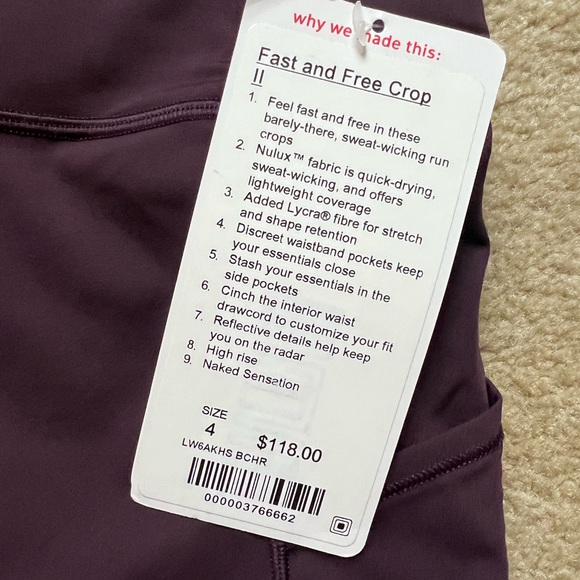 why we made this:
Fast and Free Crop
II
1. Feel fast and free in these
barely-there, sweat-wicking run
crops
2. Nulux™ fabric is quick-drying,
sweat-wicking, and offers
lightweight coverage
3. Added Lycra® fibre for stretch
and shape retention
4. Discreet waistband pockets keep
your essentials close
5. Stash your essentials in the
side pockets
6. Cinch the interior waist
drawcord to customize your fit
7. Reflective details help keep
you on the radar
8. High rise
9. Naked Sensation
SIZE
4 $118.00
LW6AKHS BCHR
000003766662